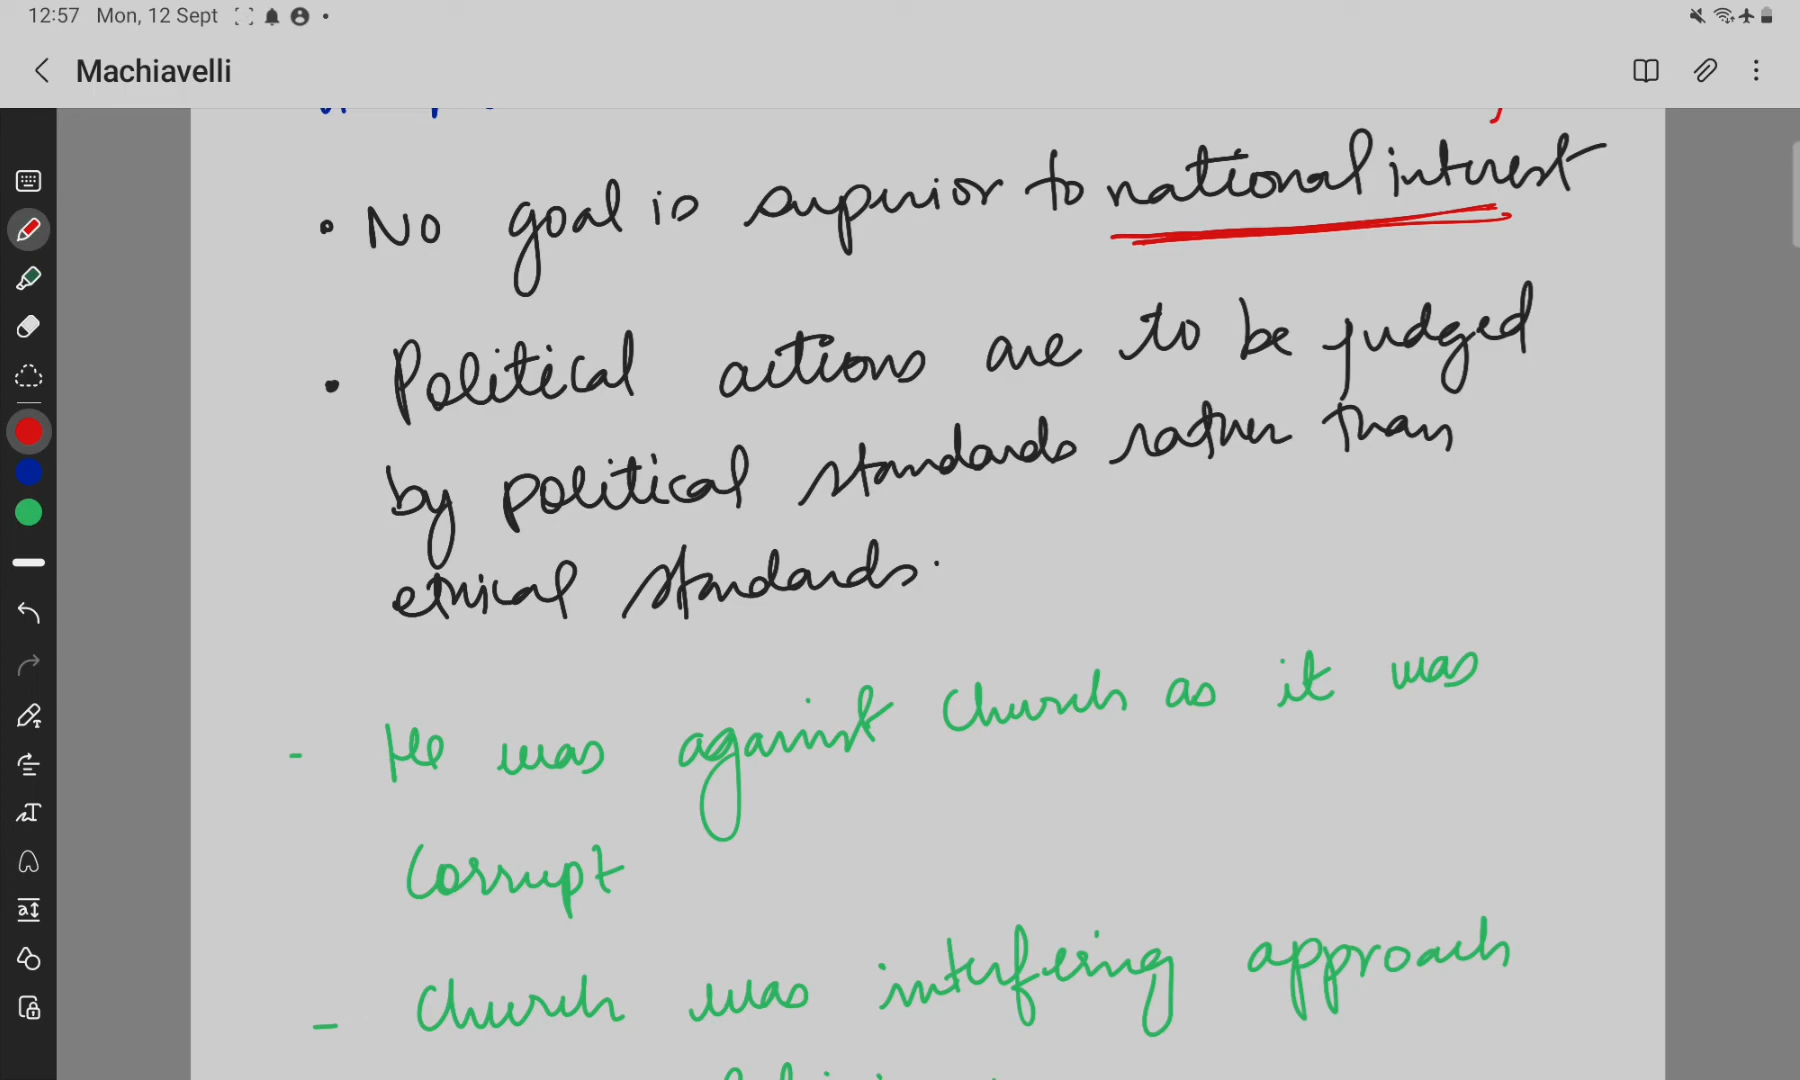 12:57 Mon, 12 Sept
Machiavelli
• No goal is superior to national interest
• Political actions are to be judged
by political standards rather than
ethical standards.
- He was against Church as it was
Corrupt
- Church was interfering approach